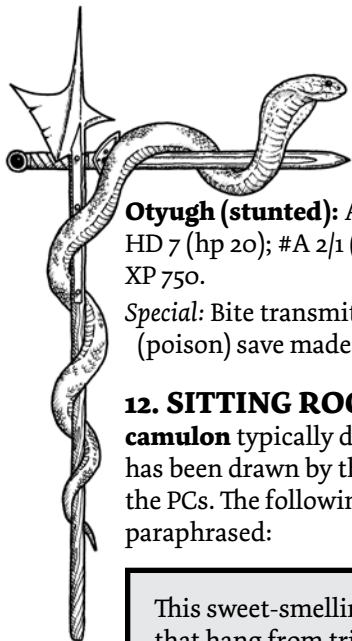 Otyugh (stunted): A
HD 7 (hp 20); #A 2/1 (
XP 750.
Special: Bite transmit
(poison) save made
12. SITTING ROO
camulon typically d
has been drawn by th
the PCs. The followin
paraphrased:
This sweet-smellin
that hang from tri